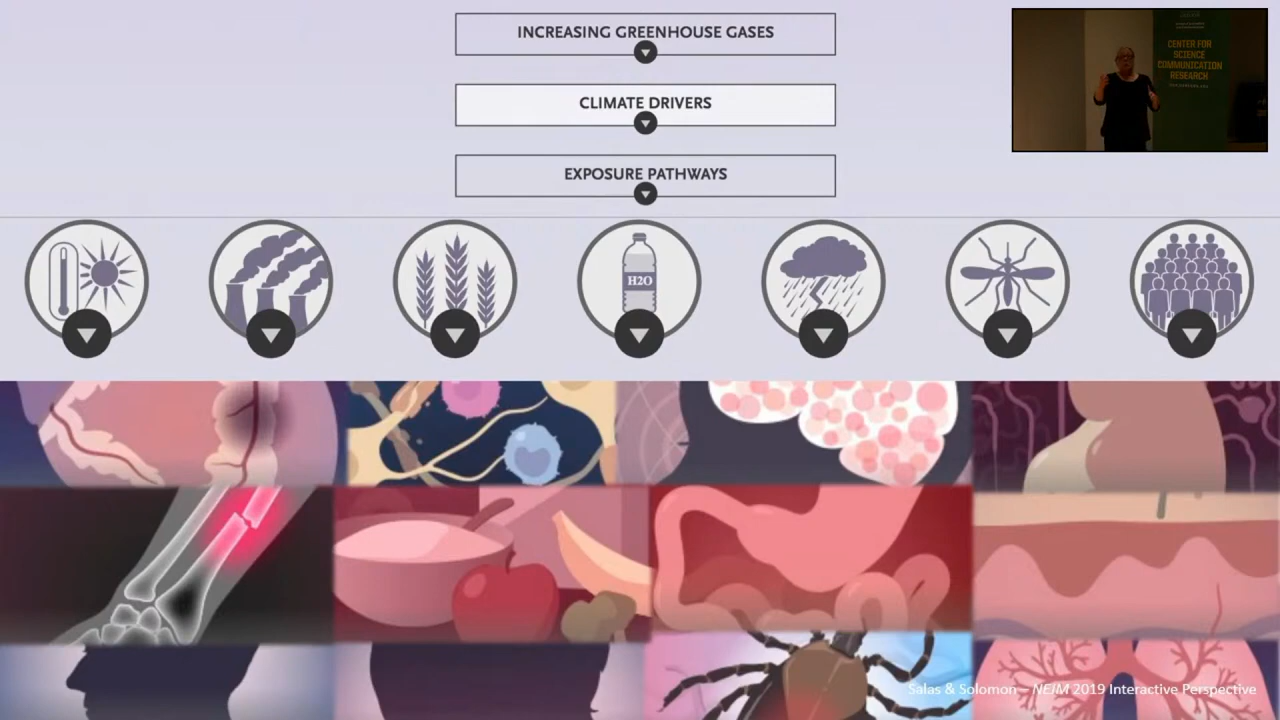 INCREASING GREENHOUSE GASES
CLIMATE DRIVERS
EXPOSURE PATHWAYS
CENTER FOR
SCIENCE
COMMUNICATION
RESEARCH
H2O
Salas & Solomon – NEJM 2019 Interactive Perspective